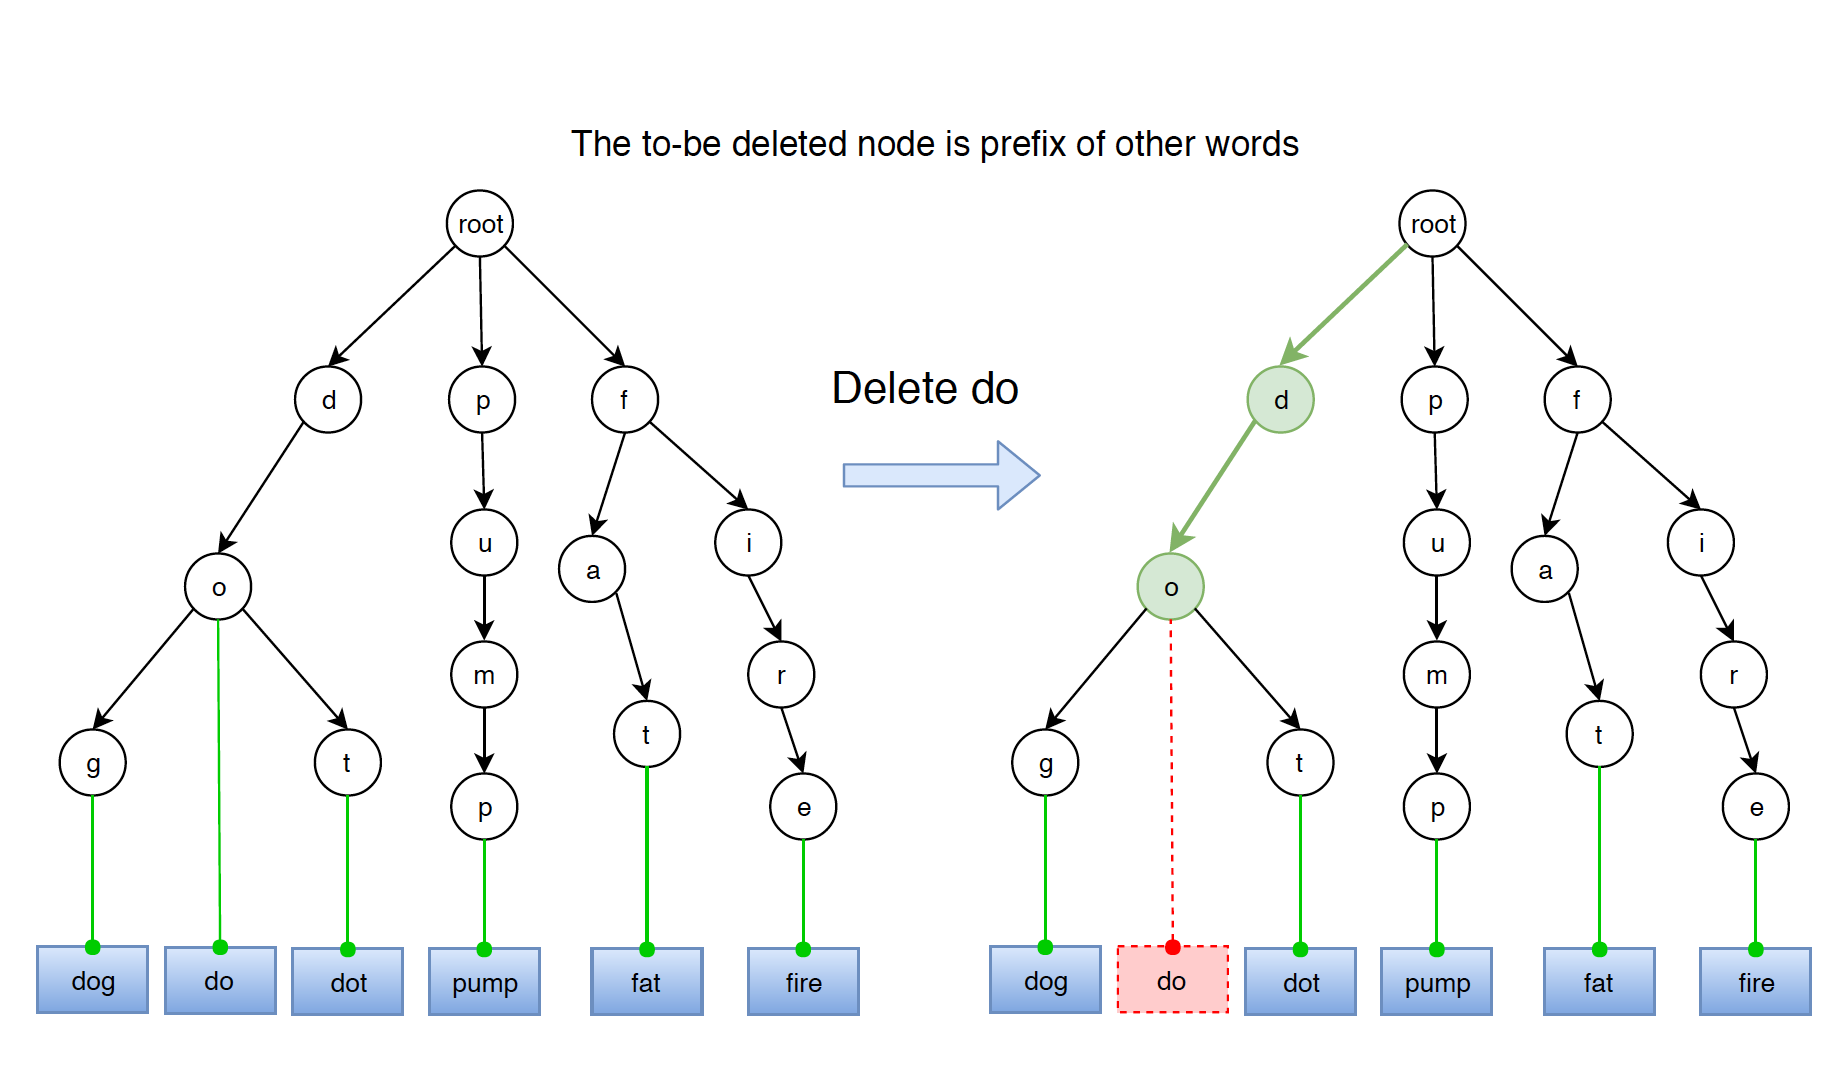 The to-be deleted node is prefix of other words
root
root
d
p
f
Delete do
d
p
f
u
i
u
i
a
a
o
o
m
r
m
r
t
t
g
t
g
t
p
e
p
e
dog
do
dot
pump
fat
fire
dog
do
dot
pump
fat
fire